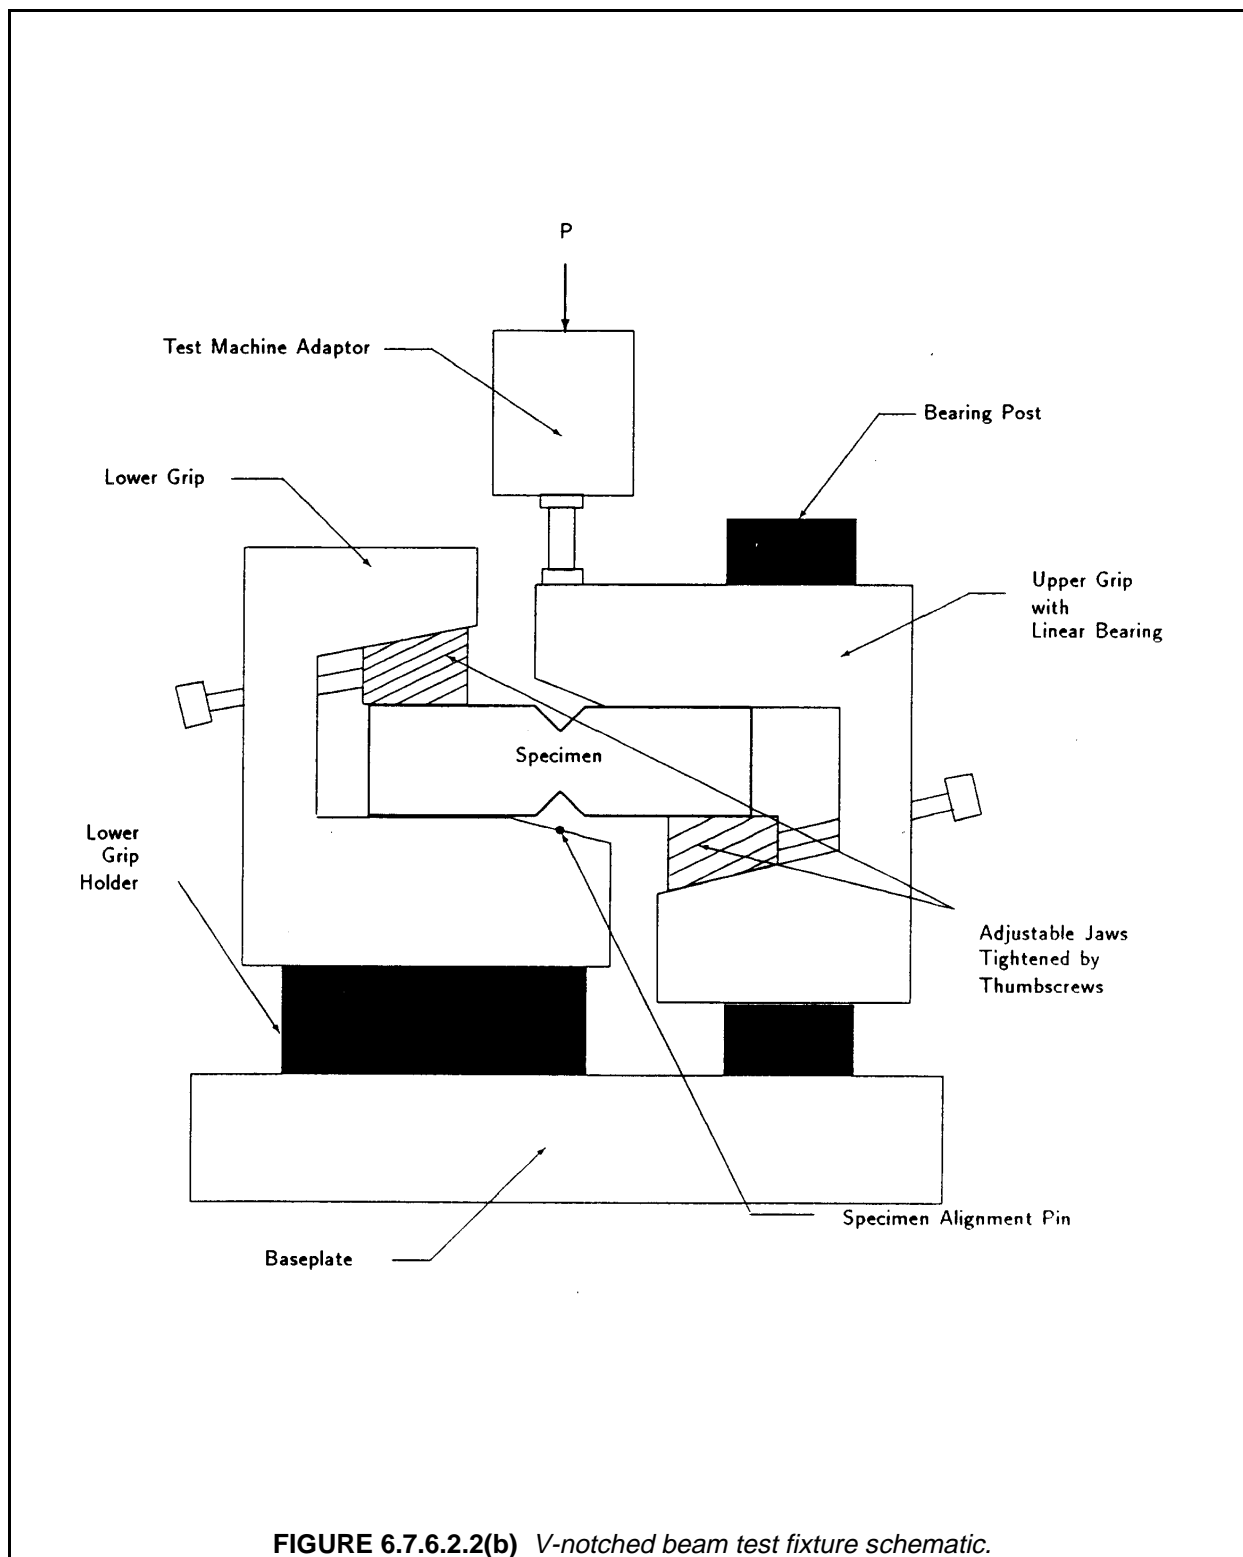 P
Test Machine Adaptor
Bearing Post
Lower Grip
Upper Grip
with
Linear Bearing
Specimen
Lower
Grip
Holder
Adjustable Jaws
Tightened by
Thumbscrews
Specimen Alignment Pin
Baseplate
FIGURE 6.7.6.2.2(b) V-notched beam test fixture schematic.